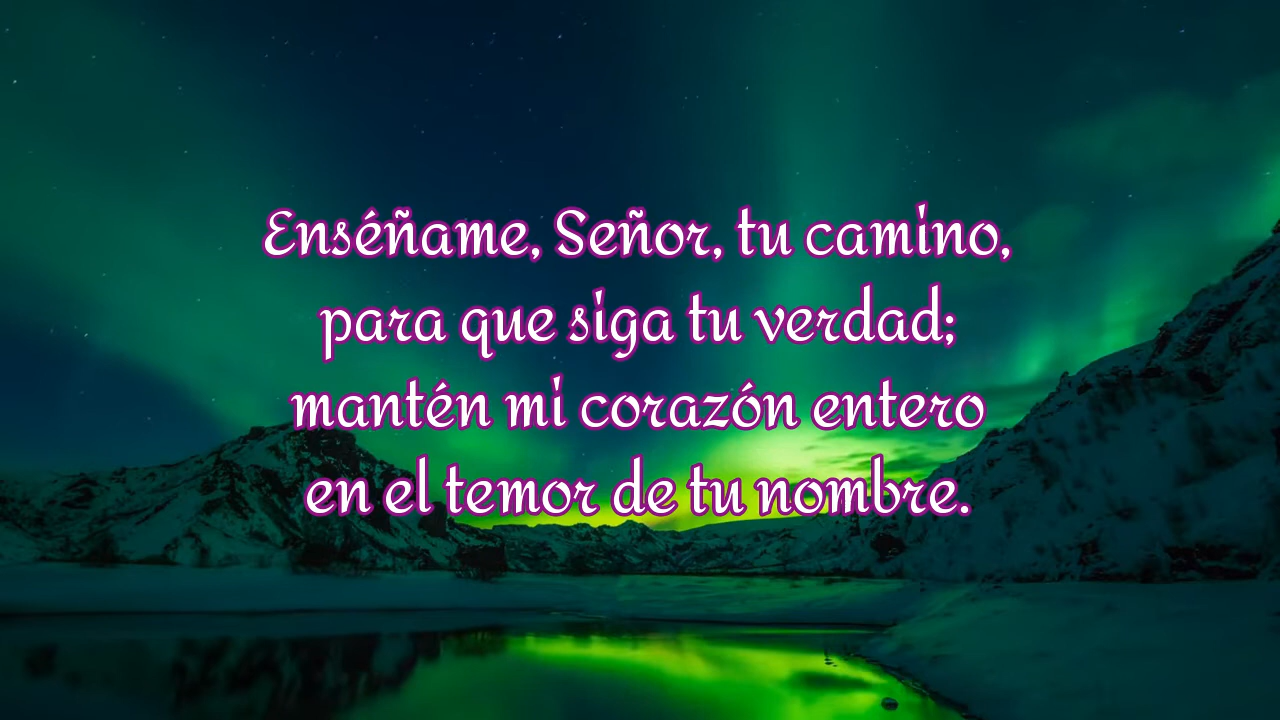 Enséñame, Señor, tu camino,
para que siga tu verdad;
mantén mi corazón entero
en el temor de tu nombre.